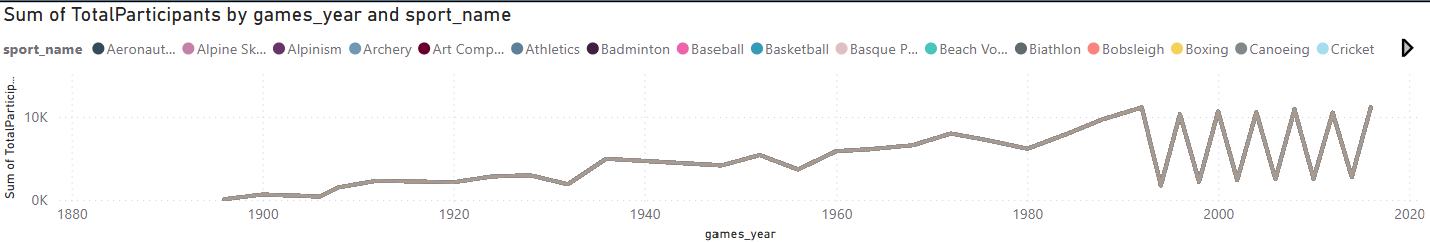 Sum of TotalParticipants by games_year and sport_name
sport_name Aeronaut... Alpine Sk... Alpinism Archery Art Comp... Athletics Badminton Baseball Basketball Basque P... Beach Vo... Biathlon Bobsleigh Boxing Canoeing Cricket
Sum of TotalParticip...
10K
0K
1880 1900 1920 1940 1960 1980 2000 2020
games_year